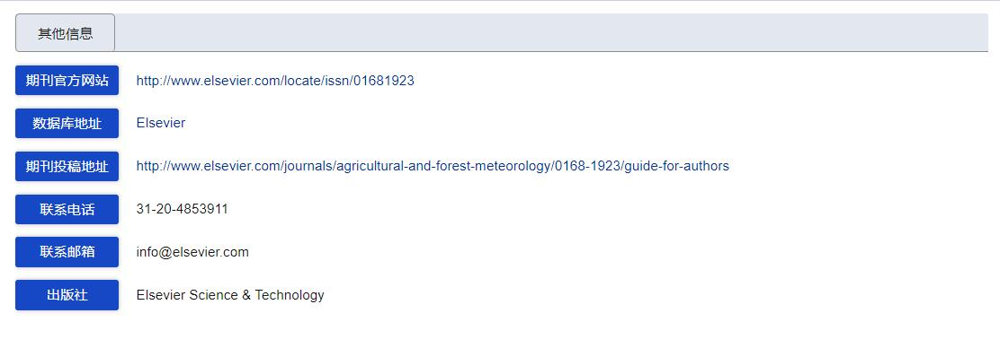 其他信息
期刊官方网站 http://www.elsevier.com/locate/issn/01681923
数据库地址 Elsevier
期刊投稿地址 http://www.elsevier.com/journals/agricultural-and-forest-meteorology/0168-1923/guide-for-authors
联系电话 31-20-4853911
联系邮箱 info@elsevier.com
出版社 Elsevier Science & Technology